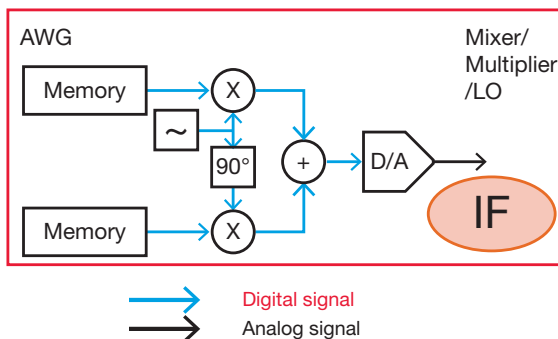 AWG
Mixer/
Multiplier
/LO
Memory
X
~
90°
+
D/A
IF
Memory
X
Digital signal
Analog signal